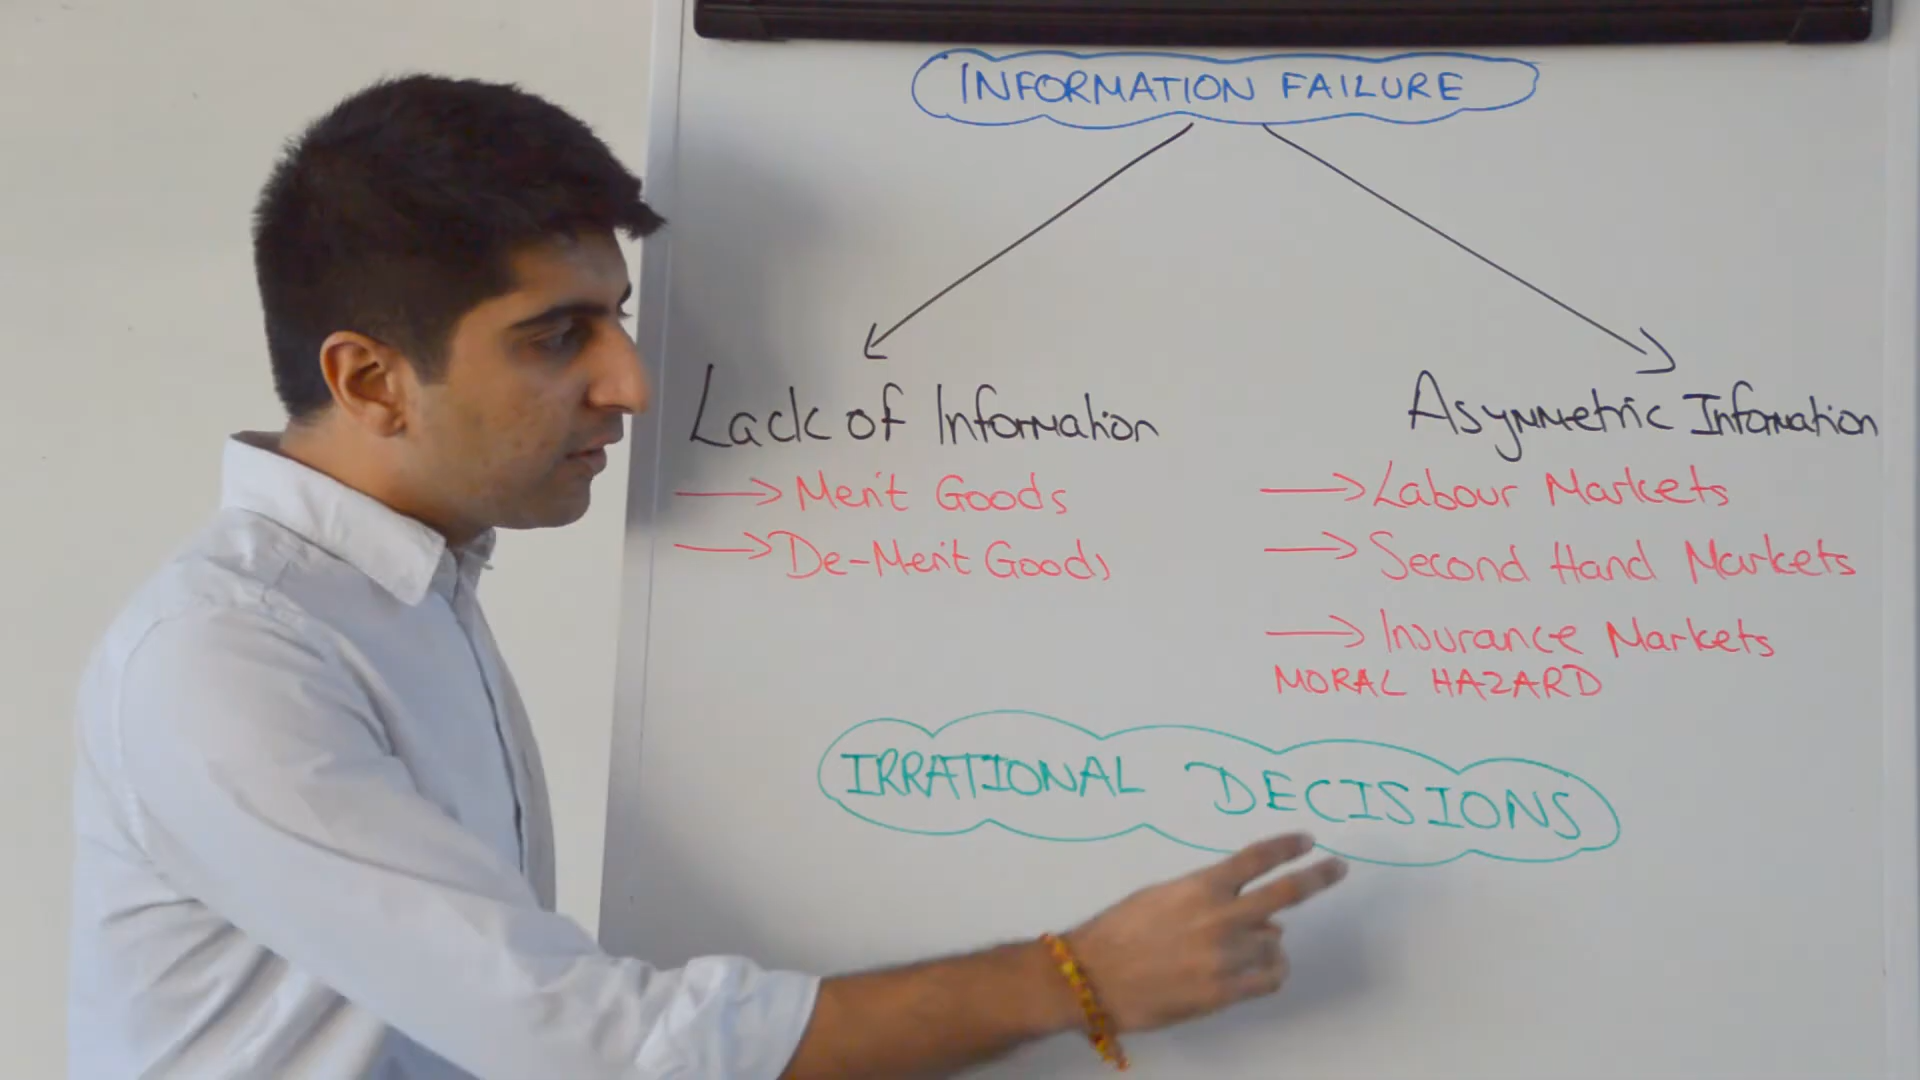 INFORMATION FAILURE
Lack of Information
→ Merit Goods
→ De-Merit Goods
Asymmetric Information
→ Labour Markets
→ Second Hand Markets
→ Insurance Markets
MORAL HAZARD
IRRATIONAL DECISIONS